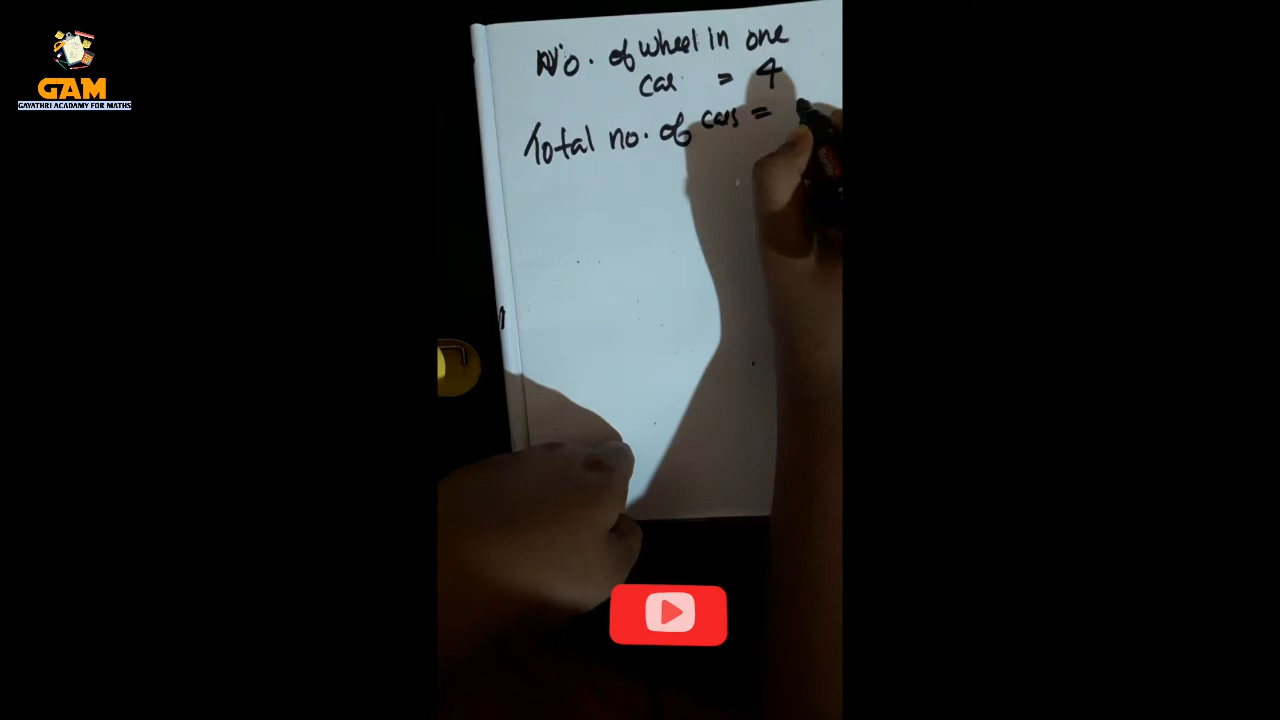 GAM
GAYATHRI ACADAMY FOR MATHS
No. of wheel in one
car = 4
Total no. of cars =